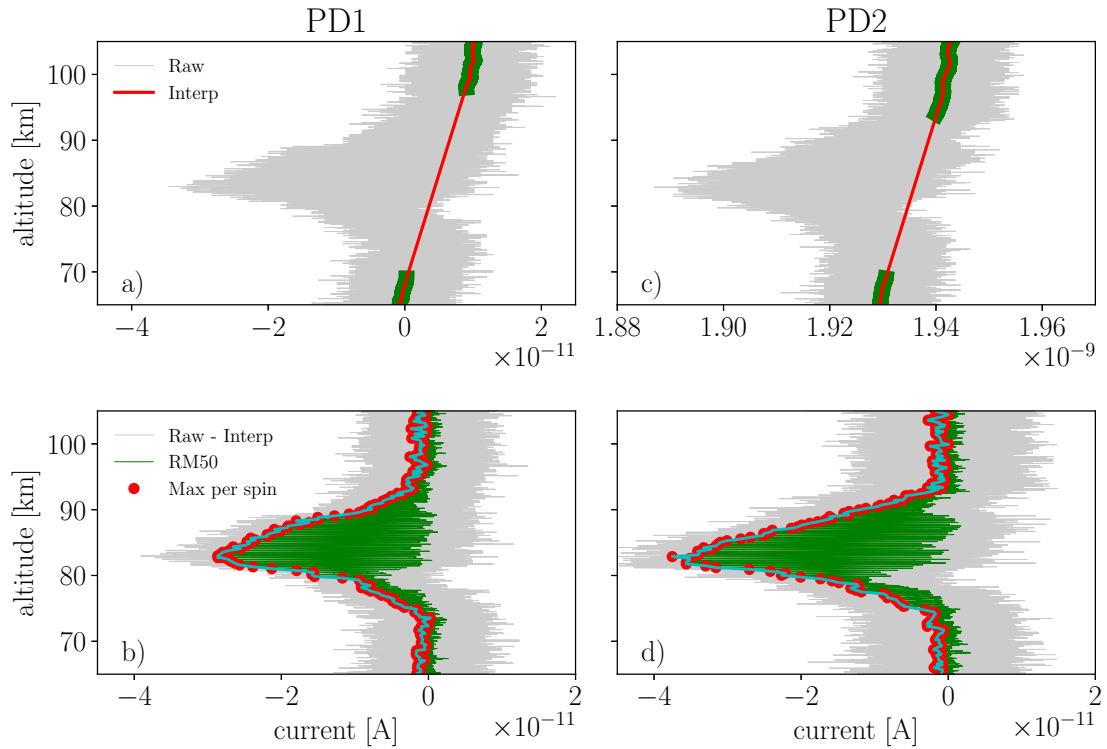 PD1
PD2
altitude [km]
100
90
80
70
Raw
Interp
a)
−4
−2
0
2
×10⁻¹¹
c)
1.88
1.90
1.92
1.94
1.96
×10⁻⁹
altitude [km]
100
90
80
70
Raw - Interp
RM50
Max per spin
b)
−4
−2
0
2
current [A]
×10⁻¹¹
d)
−4
−2
0
2
current [A]
×10⁻¹¹